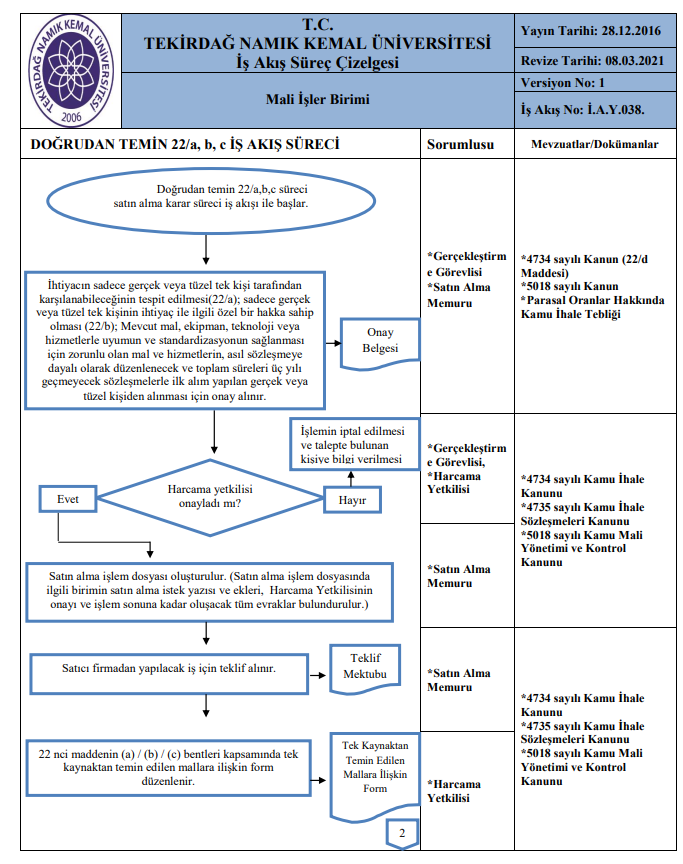 TEKİRDAĞ NAMIK KEMAL ÜNİVERSİTESİ
2006
T.C.
TEKİRDAĞ NAMIK KEMAL ÜNİVERSİTESİ
İş Akış Süreç Çizelgesi
Mali İşler Birimi
Yayın Tarihi: 28.12.2016
Revize Tarihi: 08.03.2021
Versiyon No: 1
İş Akış No: İ.A.Y.038.
DOĞRUDAN TEMİN 22/a, b, c İŞ AKIŞ SÜRECİ
Sorumlusu
Mevzuatlar/Dokümanlar
Doğrudan temin 22/a,b,c süreci
satın alma karar süreci iş akışı ile başlar.
İhtiyacın sadece gerçek veya tüzel tek kişi tarafından
karşılanabileceğinin tespit edilmesi(22/a); sadece gerçek
veya tüzel tek kişinin ihtiyaç ile ilgili özel bir hakka sahip
olması (22/b); Mevcut mal, ekipman, teknoloji veya
hizmetlerle uyumun ve standardizasyonun sağlanması
için zorunlu olan mal ve hizmetlerin, asıl sözleşmeye
dayalı olarak düzenlenecek ve toplam süreleri üç yılı
geçmeyecek sözleşmelerle ilk alım yapılan gerçek veya
tüzel kişiden alınması için onay alınır.
Onay
Belgesi
*Gerçekleştirm
e Görevlisi
*Satın Alma
Memuru
*4734 sayılı Kanun (22/d
Maddesi)
*5018 sayılı Kanun
*Parasal Oranlar Hakkında
Kamu İhale Tebliği
İşlemin iptal edilmesi
ve talepte bulunan
kişiye bilgi verilmesi
Harcama yetkilisi
onayladı mı?
Evet
Hayır
*Gerçekleştirm
e Görevlisi,
*Harcama
Yetkilisi
*4734 sayılı Kamu İhale
Kanunu
*4735 sayılı Kamu İhale
Sözleşmeleri Kanunu
*5018 sayılı Kamu Mali
Yönetimi ve Kontrol
Kanunu
Satın alma işlem dosyası oluşturulur. (Satın alma işlem dosyasında
ilgili birimin satın alma istek yazısı ve ekleri, Harcama Yetkilisinin
onayı ve işlem sonuna kadar oluşacak tüm evraklar bulundurulur.)
*Satın Alma
Memuru
Satıcı firmadan yapılacak iş için teklif alınır.
Teklif
Mektubu
*Satın Alma
Memuru
*4734 sayılı Kamu İhale
Kanunu
*4735 sayılı Kamu İhale
Sözleşmeleri Kanunu
*5018 sayılı Kamu Mali
Yönetimi ve Kontrol
Kanunu
22 nci maddenin (a) / (b) / (c) bentleri kapsamında tek
kaynaktan temin edilen mallara ilişkin form
düzenlenir.
Tek Kaynaktan
Temin Edilen
Mallara İlişkin
Form
*Harcama
Yetkilisi
2